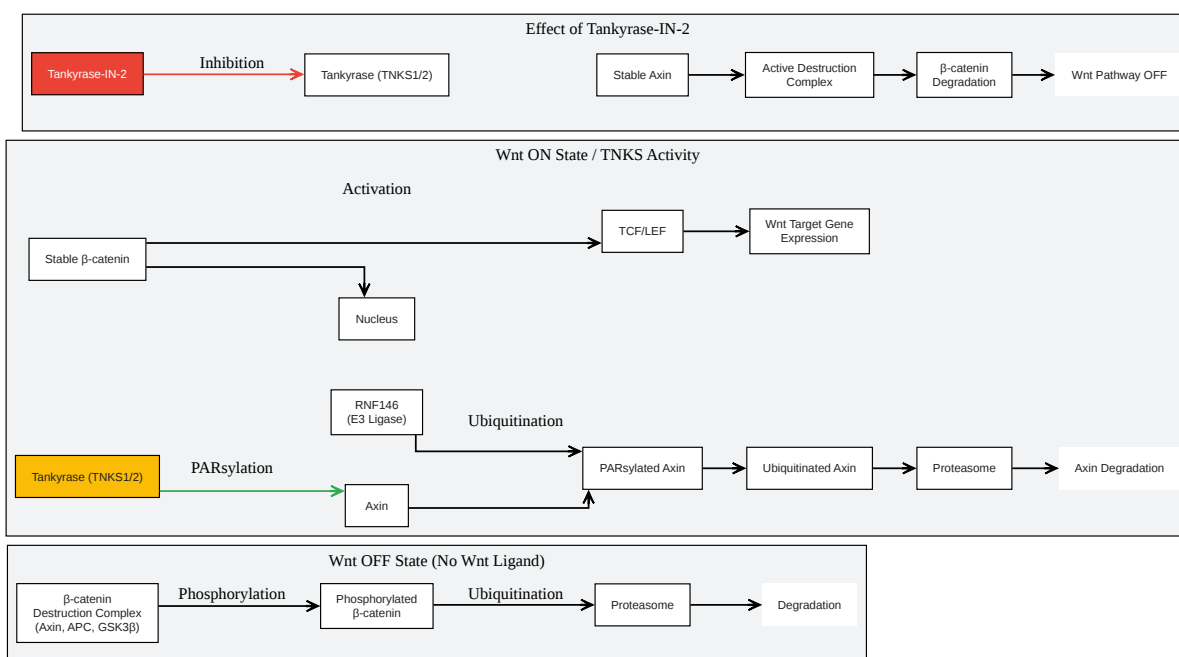 Effect of Tankyrase-IN-2
Tankyrase-IN-2
Inhibition
Tankyrase (TNKS1/2)
Stable Axin
Active Destruction
Complex
β-catenin
Degradation
Wnt Pathway OFF
Wnt ON State / TNKS Activity
Activation
Stable β-catenin
TCF/LEF
Wnt Target Gene
Expression
Nucleus
RNF146
(E3 Ligase)
Ubiquitination
Tankyrase (TNKS1/2)
PARsylation
Axin
PARsylated Axin
Ubiquitinated Axin
Proteasome
Axin Degradation
Wnt OFF State (No Wnt Ligand)
β-catenin
Destruction Complex
(Axin, APC, GSK3β)
Phosphorylation
Phosphorylated
β-catenin
Ubiquitination
Proteasome
Degradation